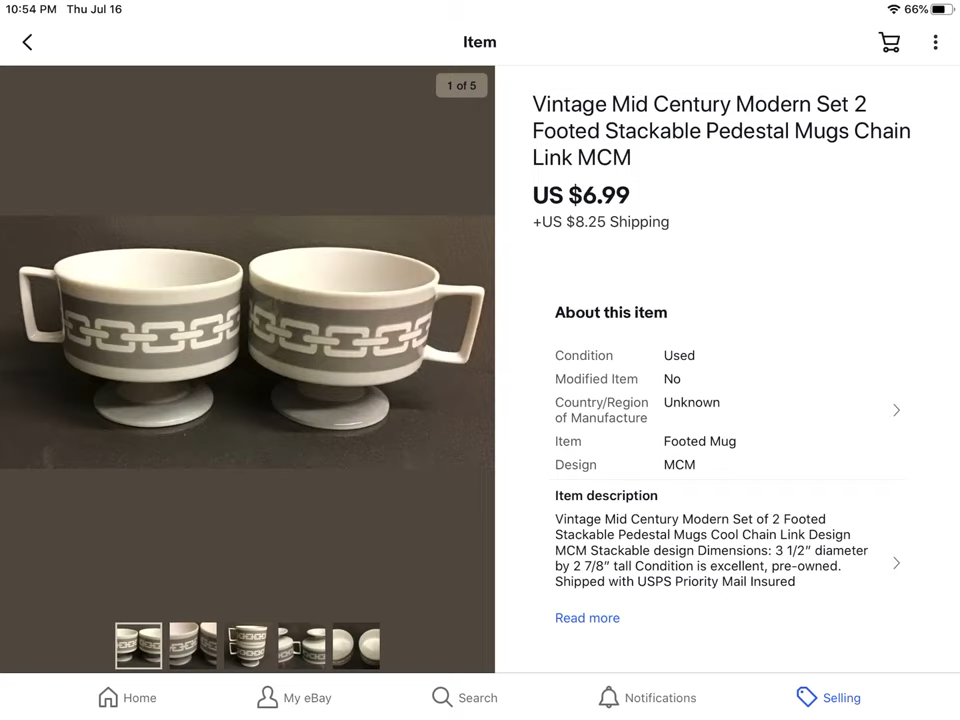 10:54 PM Thu Jul 16
66%
Item
1 of 5
Vintage Mid Century Modern Set 2
Footed Stackable Pedestal Mugs Chain
Link MCM
US $6.99
+US $8.25 Shipping
About this item
Condition Used
Modified Item No
Country/Region Unknown
of Manufacture
Item Footed Mug
Design MCM
Item description
Vintage Mid Century Modern Set of 2 Footed
Stackable Pedestal Mugs Cool Chain Link Design
MCM Stackable design Dimensions: 3 1/2” diameter
by 2 7/8” tall Condition is excellent, pre-owned.
Shipped with USPS Priority Mail Insured
Read more
Home My eBay Search Notifications Selling